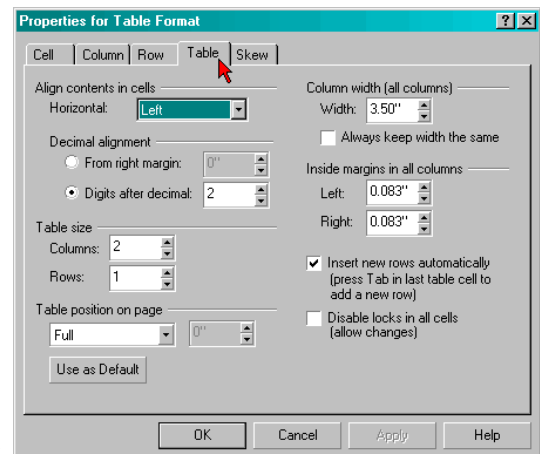 Properties for Table Format
Cell Column Row Table Skew
Align contents in cells
Horizontal: Left
Decimal alignment
From right margin: 0"
Digits after decimal: 2
Table size
Columns: 2
Rows: 1
Table position on page
Full 0"
Use as Default
Column width (all columns)
Width: 3.50"
Always keep width the same
Inside margins in all columns
Left: 0.083"
Right: 0.083"
Insert new rows automatically
(press Tab in last table cell to
add a new row)
Disable locks in all cells
(allow changes)
OK Cancel Apply Help